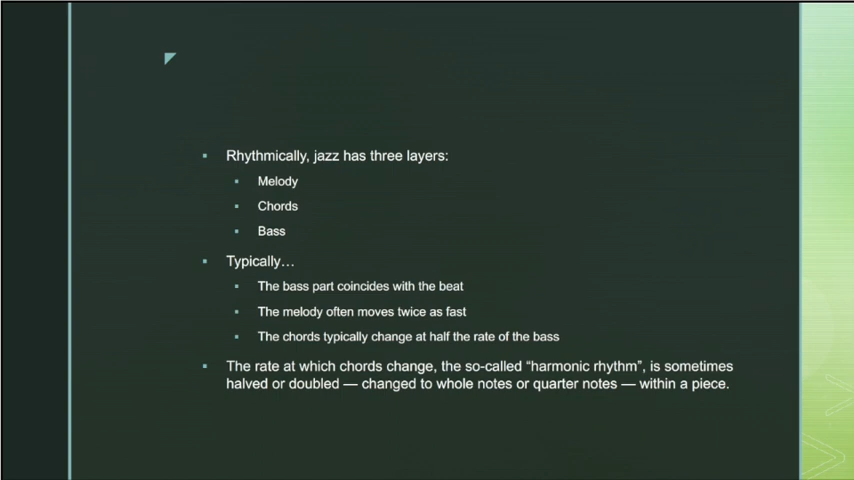 Rhythmically, jazz has three layers:
Melody
Chords
Bass
Typically…
The bass part coincides with the beat
The melody often moves twice as fast
The chords typically change at half the rate of the bass
The rate at which chords change, the so-called “harmonic rhythm”, is sometimes
halved or doubled — changed to whole notes or quarter notes — within a piece.